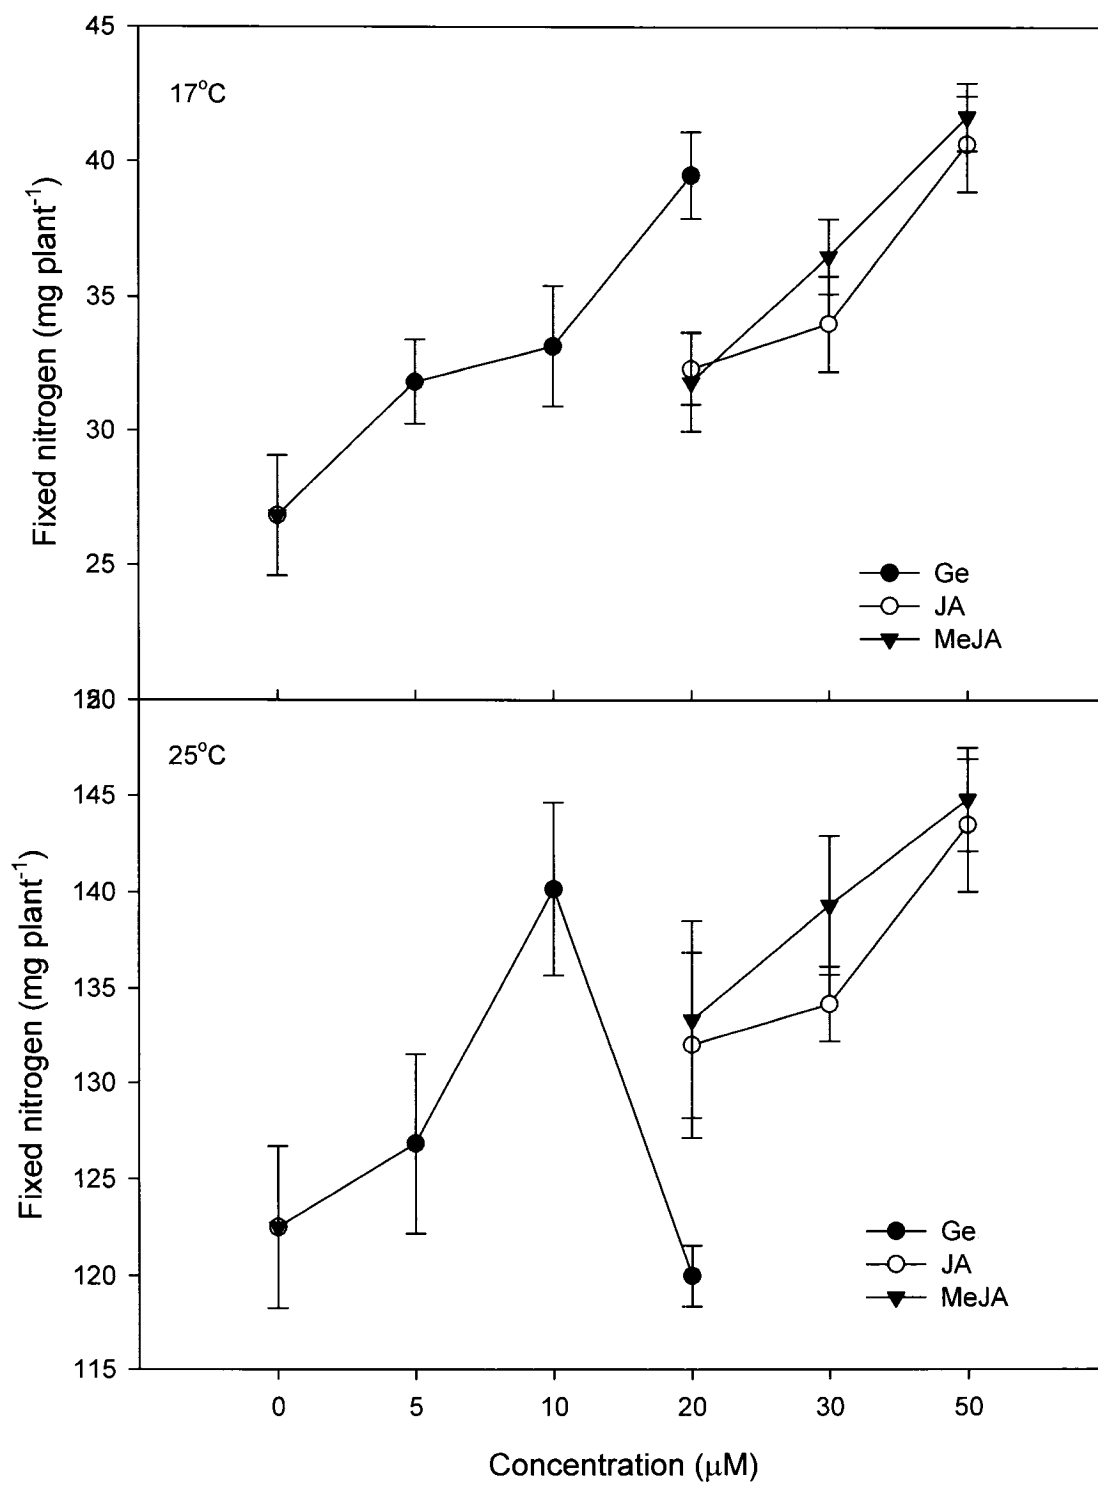 45
17°C
40
35
30
25
Fixed nitrogen (mg plant⁻¹)
Ge
JA
MeJA
25°C
145
140
135
130
125
120
115
Fixed nitrogen (mg plant⁻¹)
Ge
JA
MeJA
0 5 10 20 30 50
Concentration (μM)